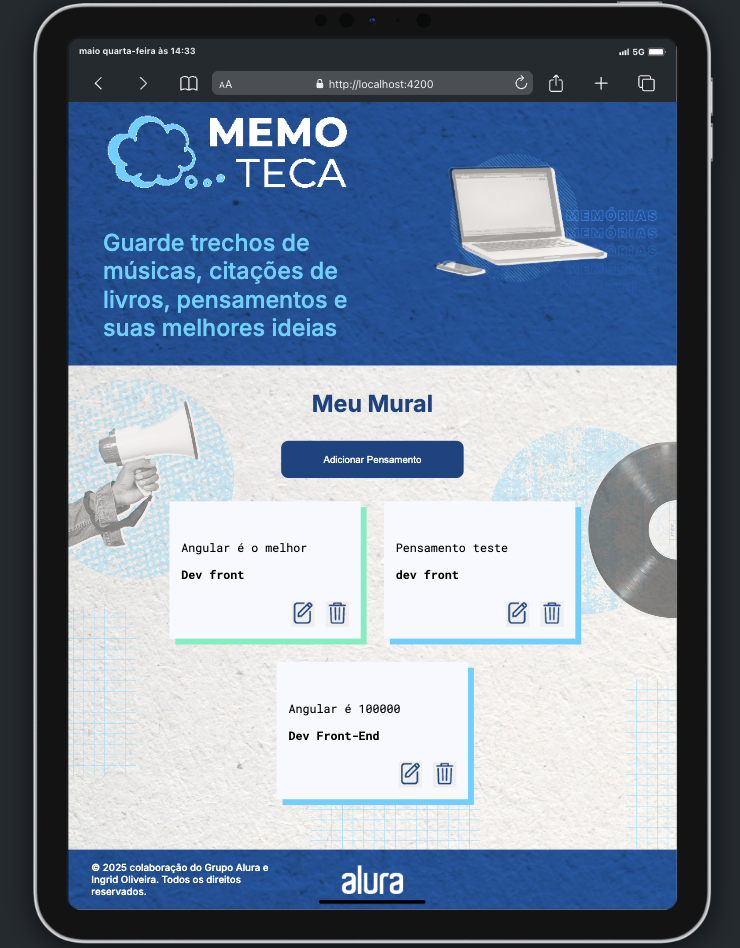 maio quarta-feira às 14:33
5G
AA
http://localhost:4200
MEMO
TECA
Guarde trechos de
músicas, citações de
livros, pensamentos e
suas melhores ideias
MEMÓRIAS
MEMÓRIAS
Meu Mural
Adicionar Pensamento
Angular é o melhor
Dev front
Pensamento teste
dev front
Angular é 100000
Dev Front-End
© 2025 colaboração do Grupo Alura e
Ingrid Oliveira. Todos os direitos
reservados.
alura